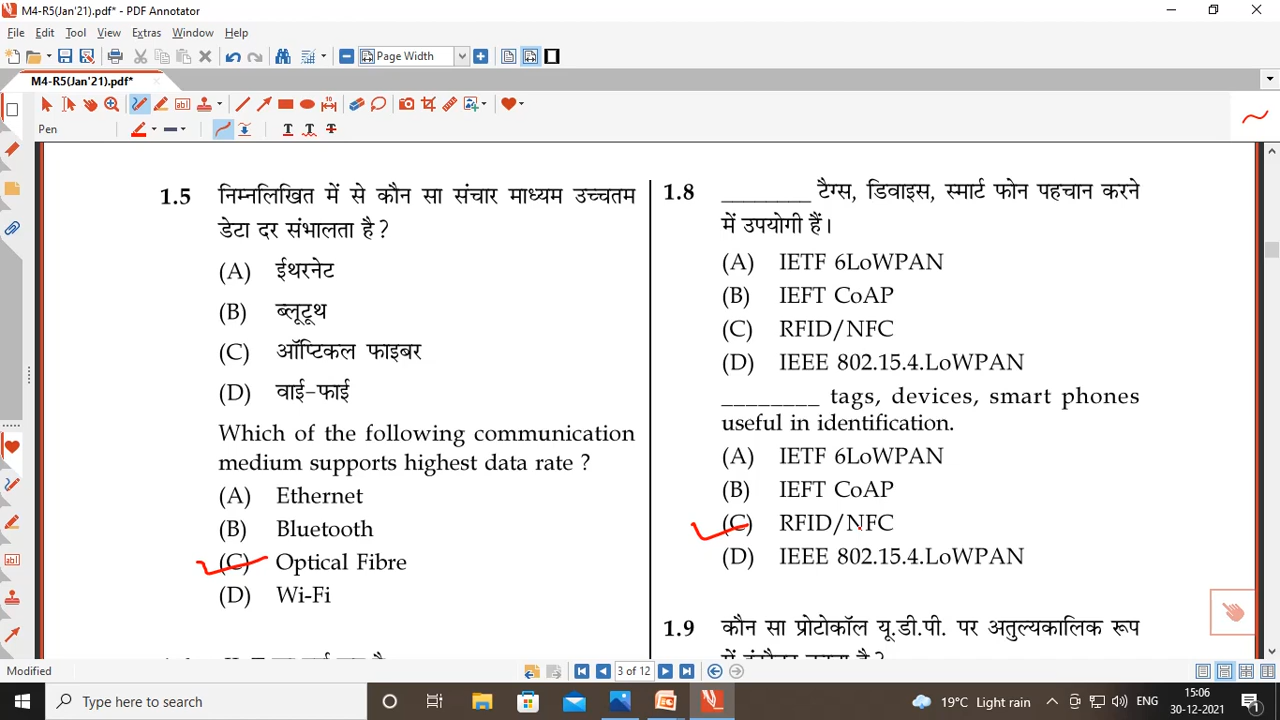 M4-R5(Jan'21).pdf* - PDF Annotator
File Edit Tool View Extras Window Help
Page Width
M4-R5(Jan'21).pdf*
Pen
1.5 निम्नलिखित में से कौन सा संचार माध्यम उच्चतम
डेटा दर संभालता है ?
(A) ईथरनेट
(B) ब्लूटूथ
(C) ऑप्टिकल फाइबर
(D) वाई-फाई
Which of the following communication
medium supports highest data rate ?
(A) Ethernet
(B) Bluetooth
(C) Optical Fibre
(D) Wi-Fi
1.8 ________ टैग्स, डिवाइस, स्मार्ट फोन पहचान करने
में उपयोगी हैं।
(A) IETF 6LoWPAN
(B) IEFT CoAP
(C) RFID/NFC
(D) IEEE 802.15.4.LoWPAN
________ tags, devices, smart phones
useful in identification.
(A) IETF 6LoWPAN
(B) IEFT CoAP
(C) RFID/NFC
(D) IEEE 802.15.4.LoWPAN
1.9 कौन सा प्रोटोकॉल यू.डी.पी. पर अतुल्यकालिक रूप
Modified
3 of 12
Type here to search
19°C Light rain
ENG
15:06
30-12-2021